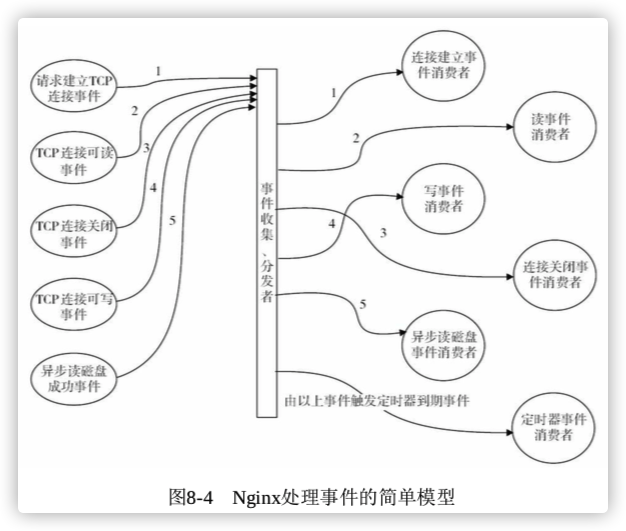 请求建立TCP
连接事件
TCP连接可读
事件
TCP连接关闭
事件
TCP连接可写
事件
异步读磁盘
成功事件
1
2
3
4
5
事件收集、分发者
1
2
4
3
5
连接建立事
件消费者
读事件
消费者
写事件
消费者
连接关闭事
件消费者
异步读磁盘
事件消费者
由以上事件触发定时器到期事件
定时器事件
消费者
图8-4 Nginx处理事件的简单模型